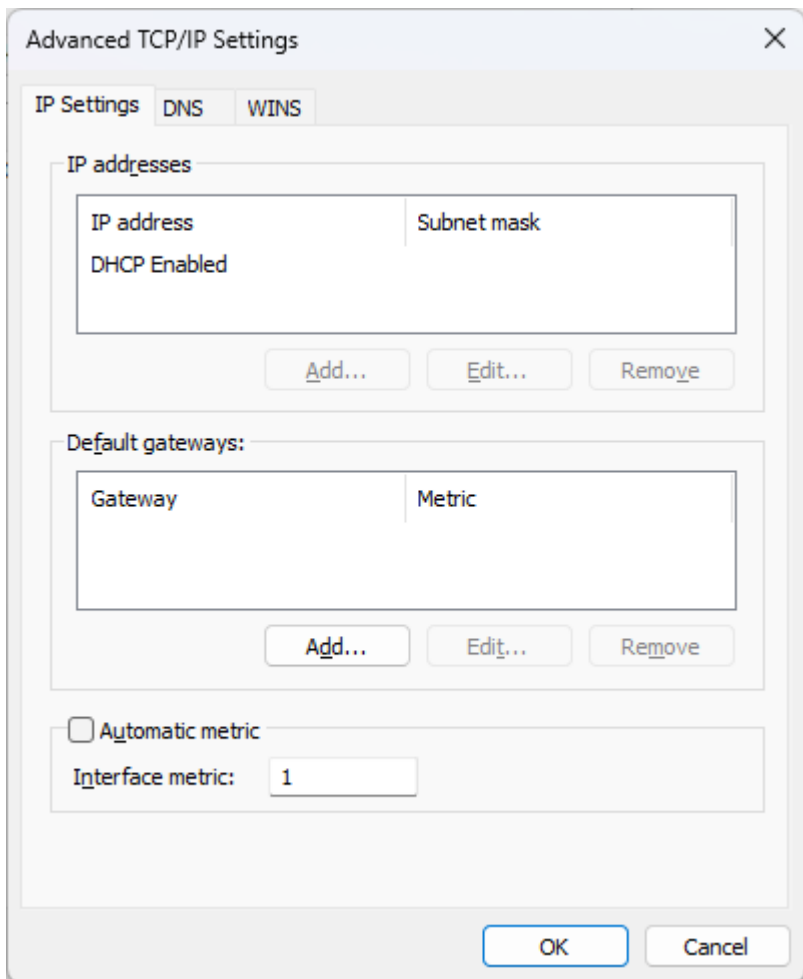 Advanced TCP/IP Settings
IP Settings DNS WINS
IP addresses
IP address Subnet mask
DHCP Enabled
Add... Edit... Remove
Default gateways:
Gateway Metric
Add... Edit... Remove
Automatic metric
Interface metric: 1
OK Cancel